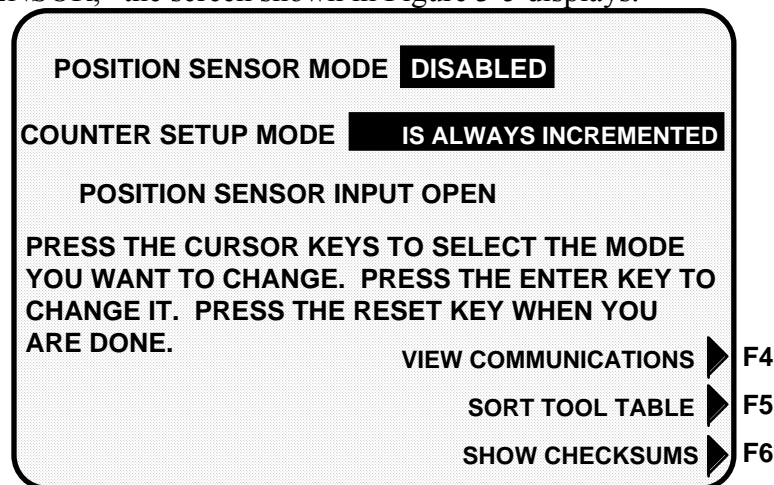 the screen shown in Figure
displays.
POSITION SENSOR MODE DISABLED
COUNTER SETUP MODE IS ALWAYS INCREMENTED
POSITION SENSOR INPUT OPEN
PRESS THE CURSOR KEYS TO SELECT THE MODE
YOU WANT TO CHANGE. PRESS THE ENTER KEY TO
CHANGE IT. PRESS THE RESET KEY WHEN YOU
ARE DONE.
VIEW COMMUNICATIONS F4
SORT TOOL TABLE F5
SHOW CHECKSUMS F6